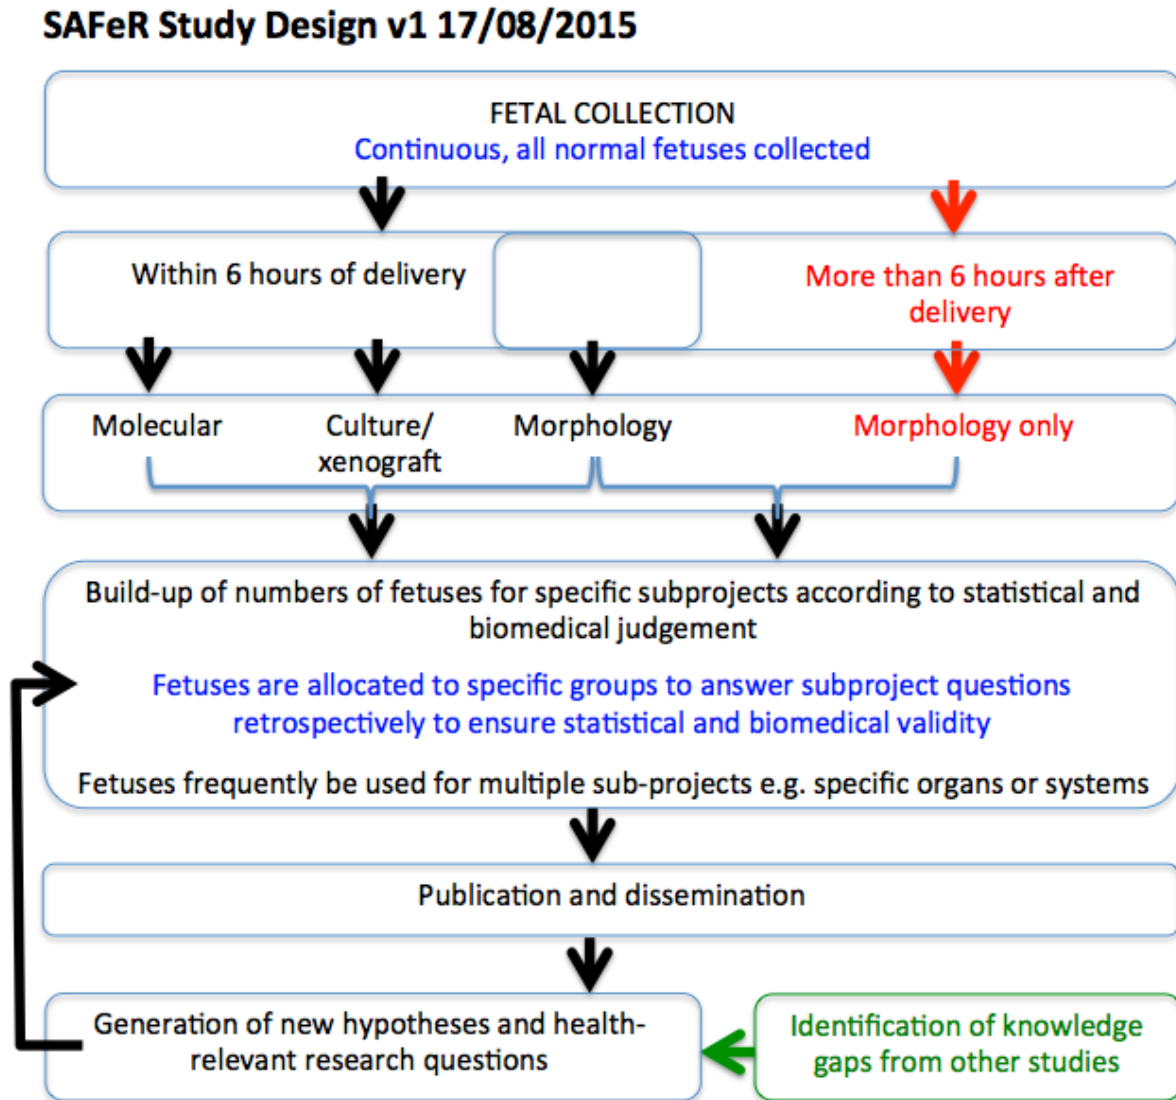 SAFeR Study Design v1 17/08/2015
FETAL COLLECTION
Continuous, all normal fetuses collected
Within 6 hours of delivery
More than 6 hours after
delivery
Molecular
Culture/
xenograft
Morphology
Morphology only
Build-up of numbers of fetuses for specific subprojects according to statistical and
biomedical judgement
Fetuses are allocated to specific groups to answer subproject questions
retrospectively to ensure statistical and biomedical validity
Fetuses frequently be used for multiple sub-projects e.g. specific organs or systems
Publication and dissemination
Generation of new hypotheses and health-
relevant research questions
Identification of knowledge
gaps from other studies